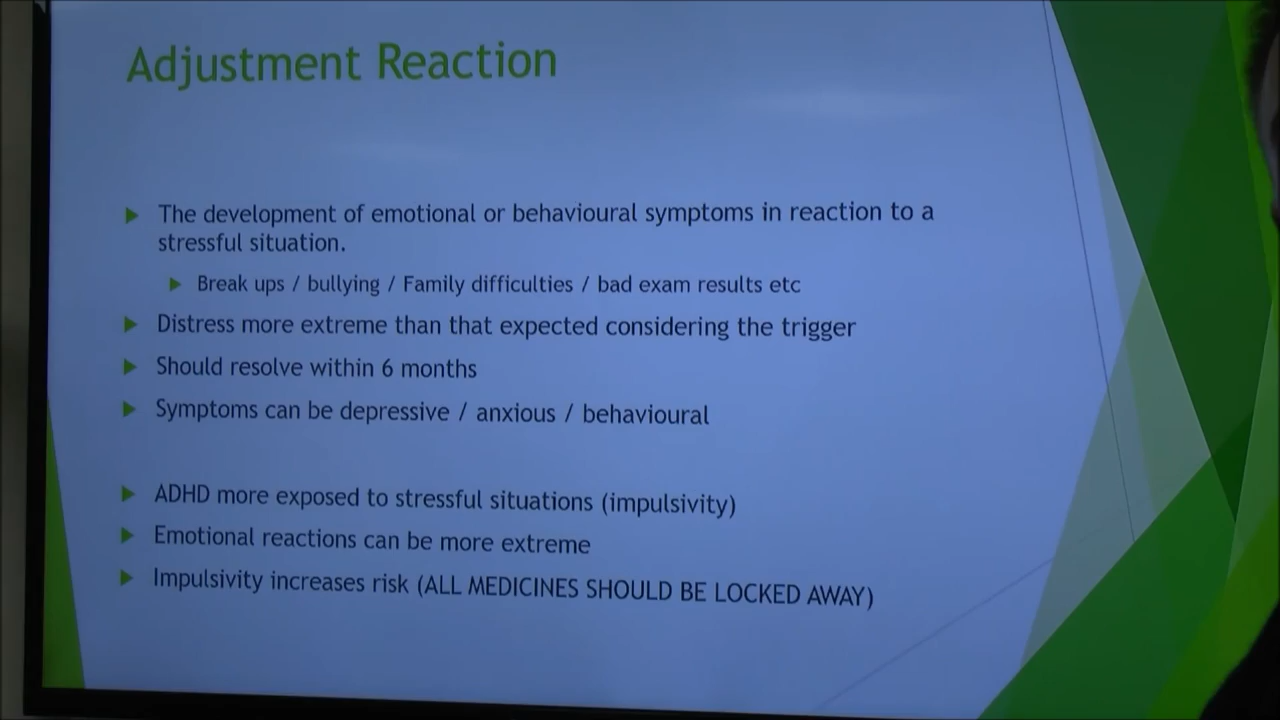 Adjustment Reaction
The development of emotional or behavioural symptoms in reaction to a
stressful situation.
Break ups / bullying / Family difficulties / bad exam results etc
Distress more extreme than that expected considering the trigger
Should resolve within 6 months
Symptoms can be depressive / anxious / behavioural
ADHD more exposed to stressful situations (impulsivity)
Emotional reactions can be more extreme
Impulsivity increases risk (ALL MEDICINES SHOULD BE LOCKED AWAY)